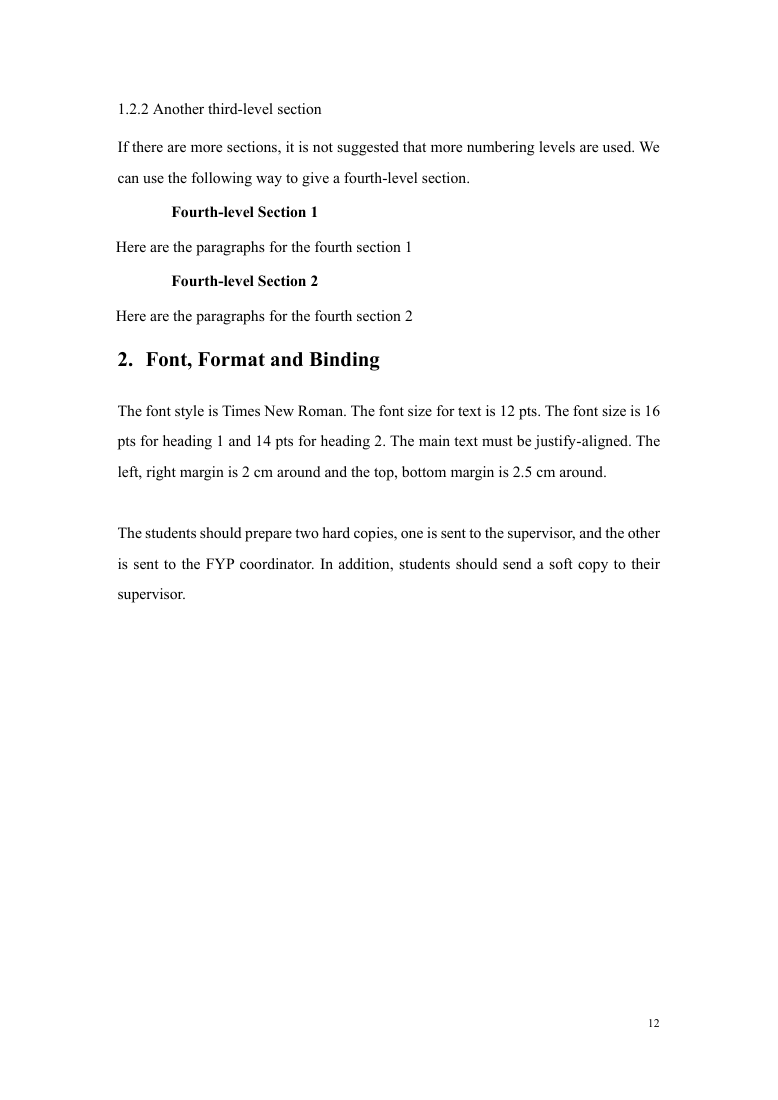 1.2.2 Another third-level section
If there are more sections, it is not suggested that more numbering levels are used. We
can use the following way to give a fourth-level section.
Fourth-level Section 1
Here are the paragraphs for the fourth section 1
Fourth-level Section 2
Here are the paragraphs for the fourth section 2
2. Font, Format and Binding
The font style is Times New Roman. The font size for text is 12 pts. The font size is 16
pts for heading 1 and 14 pts for heading 2. The main text must be justify-aligned. The
left, right margin is 2 cm around and the top, bottom margin is 2.5 cm around.
The students should prepare two hard copies, one is sent to the supervisor, and the other
is sent to the FYP coordinator. In addition, students should send a soft copy to their
supervisor.
12